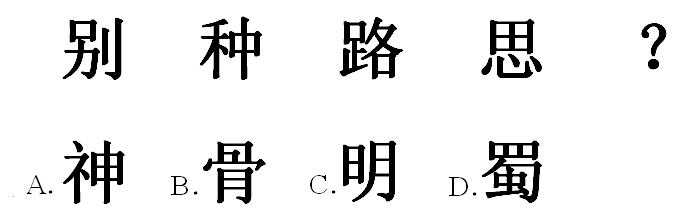 别 种 路 思 ?
A. 神 B. 骨 C. 明 D. 蜀